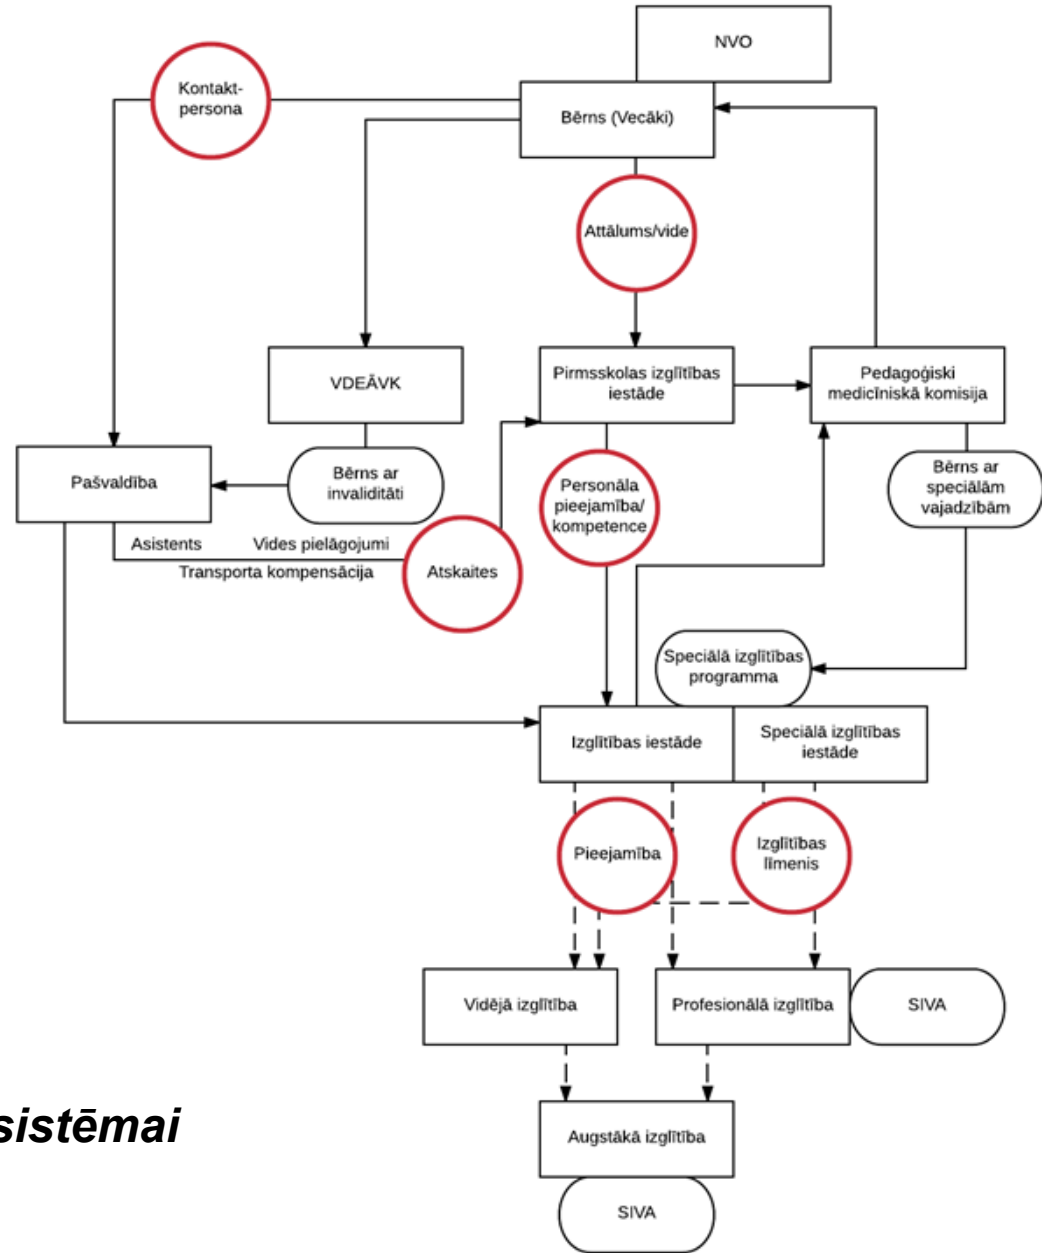 NVO
Kontakt-
persona
Bērns (Vecāki)
Attālums/vide
VDEĀVK
Pirmsskolas izglītības
iestāde
Pedagoģiski
medicīniskā komisija
Pašvaldība
Bērns ar
invaliditāti
Personāla
pieejamība/
kompetence
Bērns ar
speciālām
vajadzībām
Asistents
Vides pielāgojumi
Transporta kompensācija
Atskaites
Speciālā izglītības
programma
Izglītības iestāde
Speciālā izglītības
iestāde
Pieejamība
Izglītības
līmenis
Vidējā izglītība
Profesionālā izglītība
SIVA
sistēmai
Augstākā izglītība
SIVA